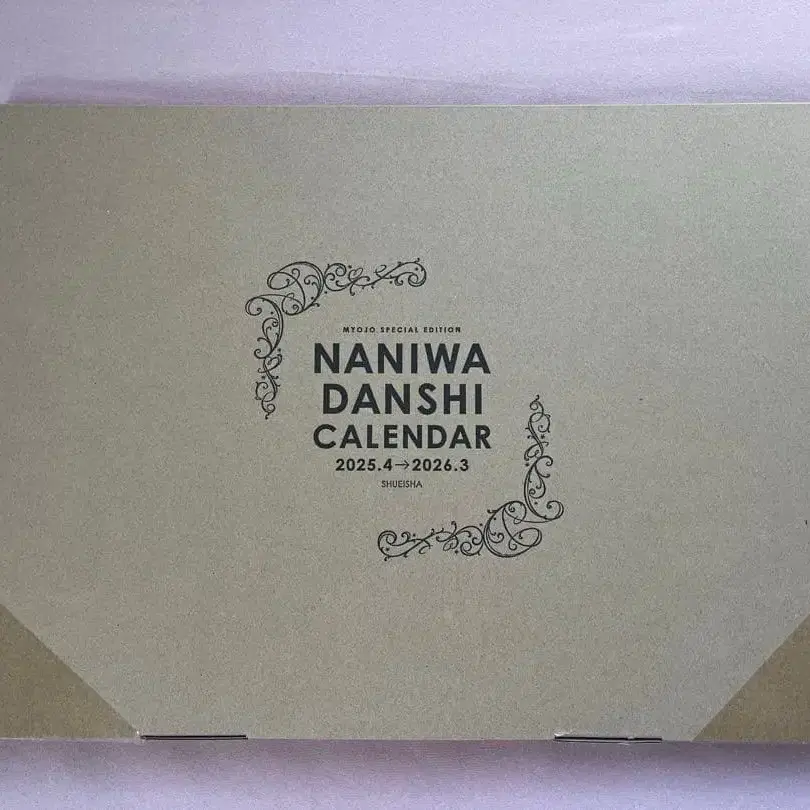 MYOJO SPECIAL EDITION
NANIWA
DANSHI
CALENDAR
2025.4→2026.3
SHUEISHA